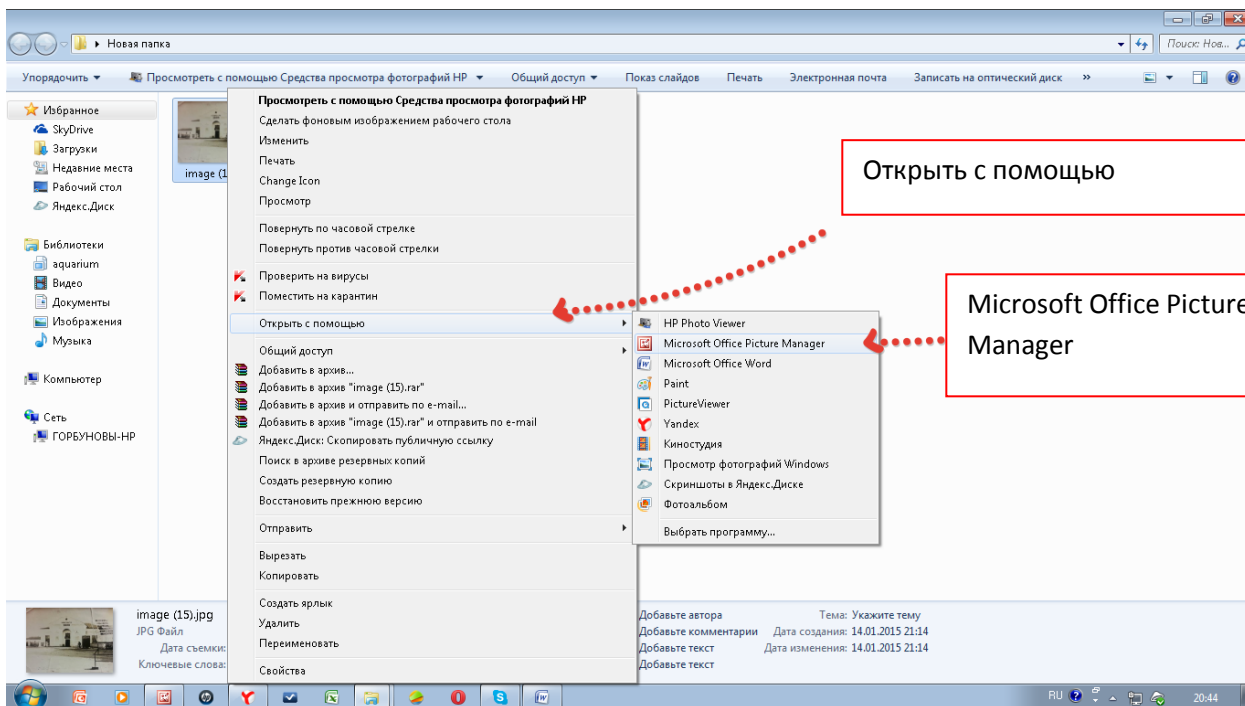 Новая папка
Поиск: Нов...
Упорядочить
Просмотреть с помощью Средства просмотра фотографий HP
Общий доступ
Показ слайдов
Печать
Электронная почта
Записать на оптический диск
»
Избранное
SkyDrive
Загрузки
Недавние места
Рабочий стол
Яндекс.Диск
Библиотеки
aquarium
Видео
Документы
Изображения
Музыка
Компьютер
Сеть
ГОРБУНОВЫ-HP
image (1
Просмотреть с помощью Средства просмотра фотографий HP
Сделать фоновым изображением рабочего стола
Изменить
Печать
Change Icon
Просмотр
Повернуть по часовой стрелке
Повернуть против часовой стрелки
Проверить на вирусы
Поместить на карантин
Открыть с помощью
Общий доступ
Добавить в архив...
Добавить в архив "image (15).rar"
Добавить в архив и отправить по e-mail...
Добавить в архив "image (15).rar" и отправить по e-mail
Яндекс.Диск: Скопировать публичную ссылку
Поиск в архиве резервных копий
Создать резервную копию
Восстановить прежнюю версию
Отправить
Вырезать
Копировать
Создать ярлык
Удалить
Переименовать
Свойства
HP Photo Viewer
Microsoft Office Picture Manager
Microsoft Office Word
Paint
PictureViewer
Yandex
Киностудия
Просмотр фотографий Windows
Скриншоты в Яндекс.Диске
Фотоальбом
Выбрать программу...
Открыть с помощью
Microsoft Office Picture
Manager
image (15).jpg
JPG Файл
Дата съемки:
Ключевые слова:
Добавьте автора
Добавьте комментарии
Добавьте текст
Добавьте текст
Тема: Укажите тему
Дата создания: 14.01.2015 21:14
Дата изменения: 14.01.2015 21:14
RU
20:44